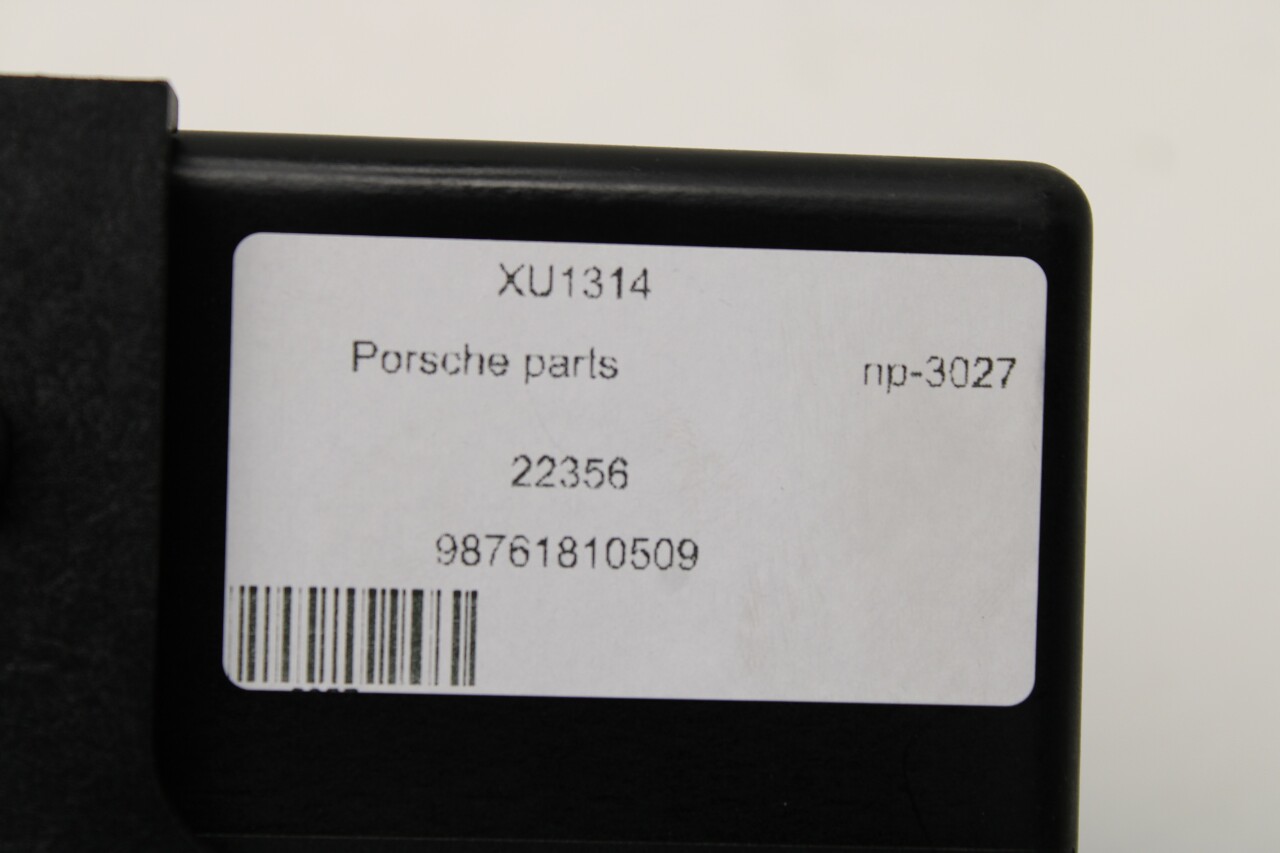 XU1314
Porsche parts np-3027
22356
98761810509